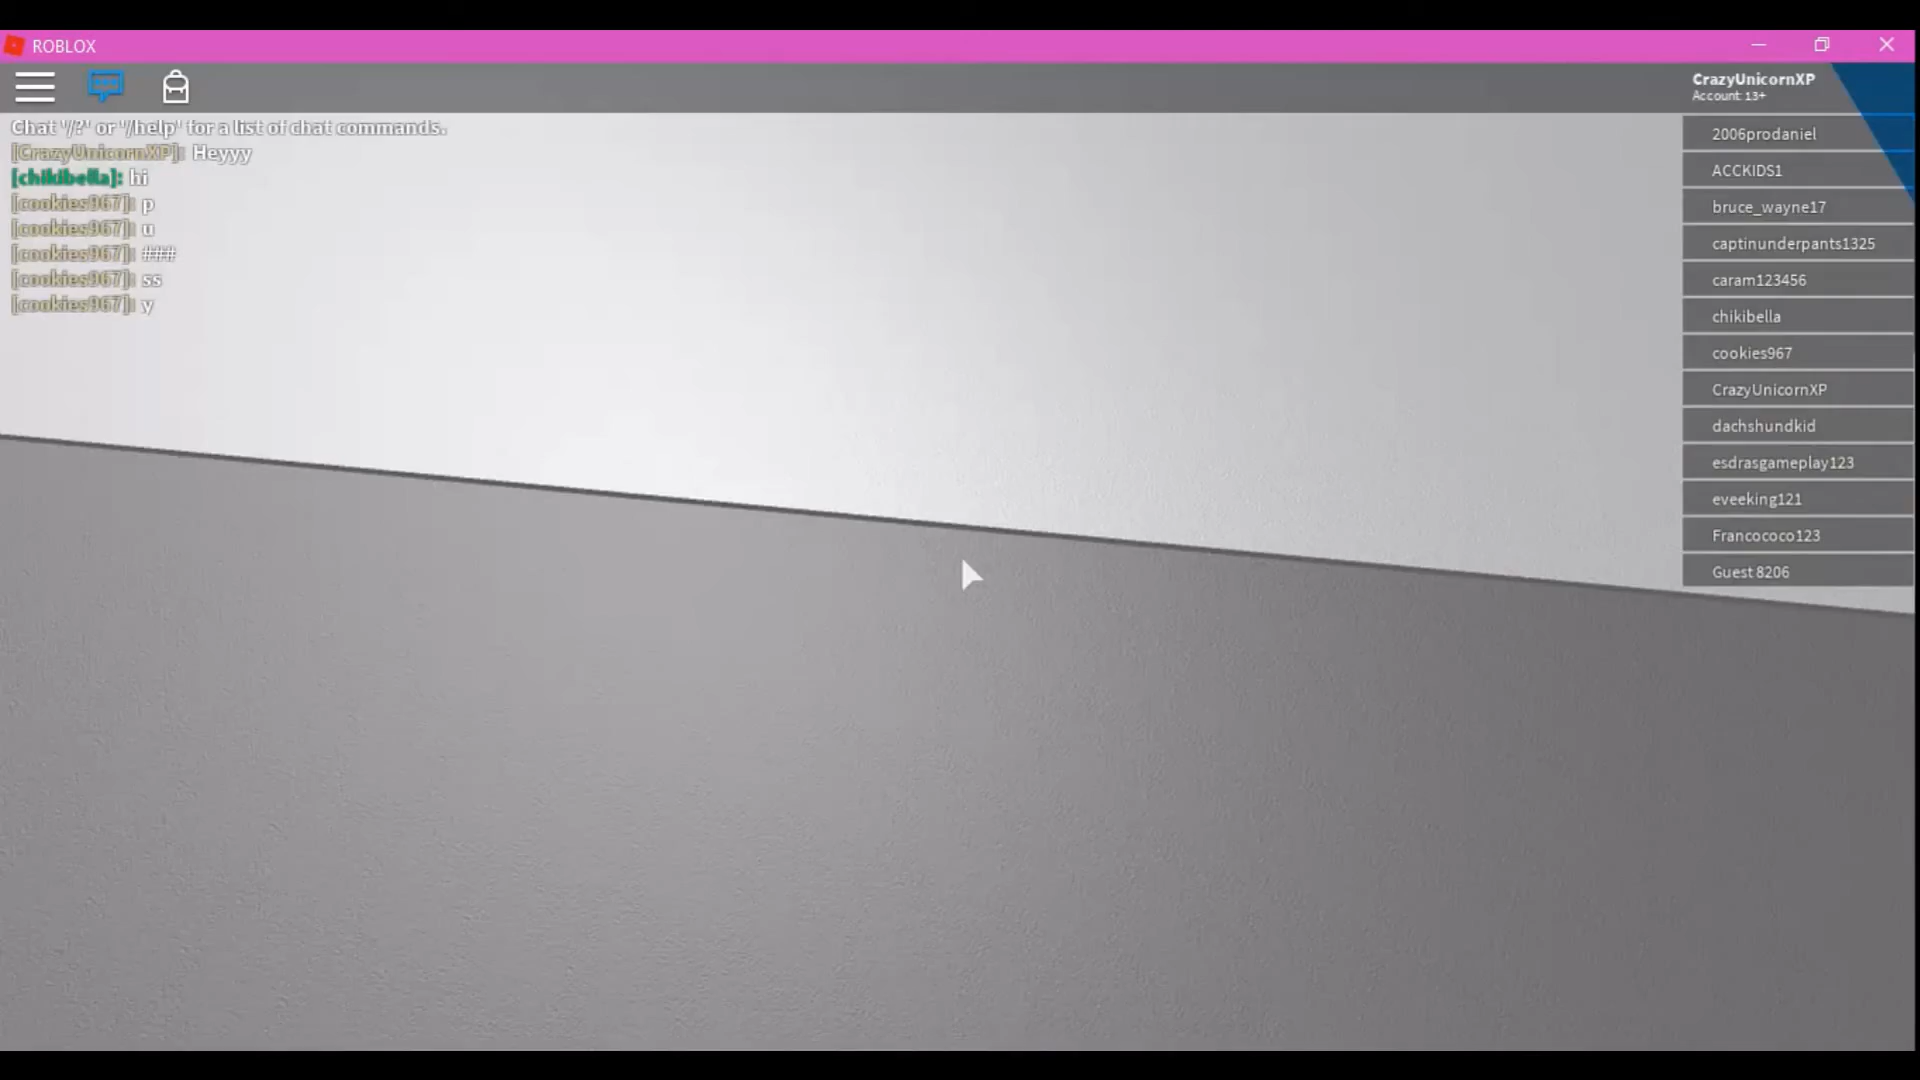 ROBLOX
CrazyUnicornXP
Account: 13+
Chat '/?' or '/help' for a list of chat commands.
[CrazyUnicornXP]: Heyyy
[chikibella]: hi
[cookies967]: p
[cookies967]: u
[cookies967]: ###
[cookies967]: ss
[cookies967]: y
2006prodaniel
ACCKIDS1
bruce_wayne17
captinunderpants1325
caram123456
chikibella
cookies967
CrazyUnicornXP
dachshundkid
esdrasgameplay123
eveeking121
Francococo123
Guest 8206